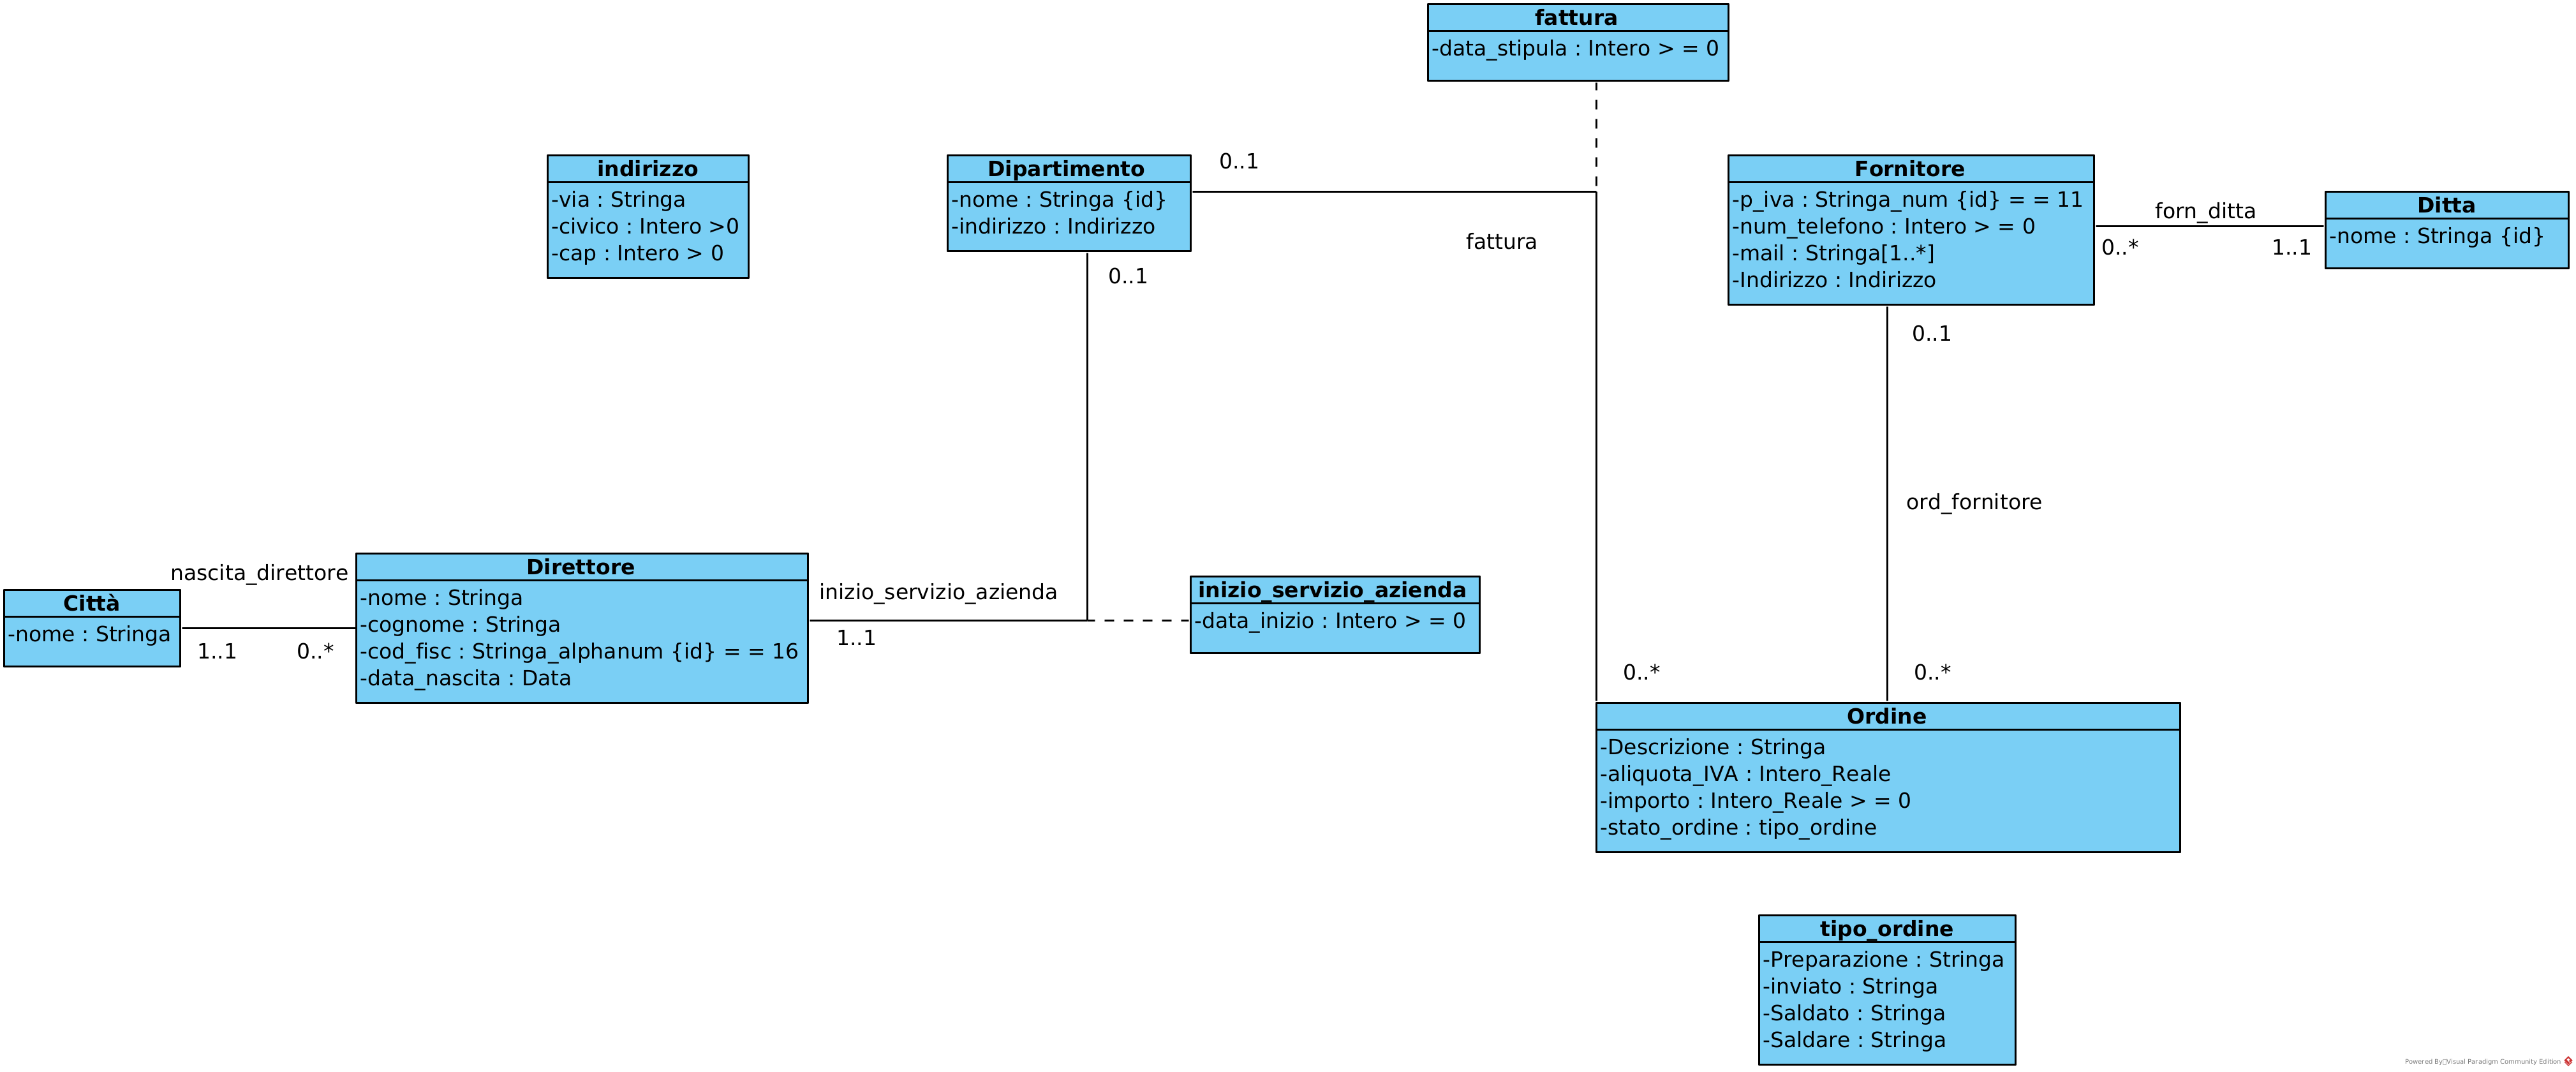 fattura
-data_stipula : Intero > = 0
indirizzo
-via : Stringa
-civico : Intero >0
-cap : Intero > 0
Dipartimento
-nome : Stringa {id}
-indirizzo : Indirizzo
0..1
0..1
fattura
Fornitore
-p_iva : Stringa_num {id} = = 11
-num_telefono : Intero > = 0
-mail : Stringa[1..*]
-Indirizzo : Indirizzo
forn_ditta
0..*
1..1
Ditta
-nome : Stringa {id}
0..1
ord_fornitore
nascita_direttore
Città
-nome : Stringa
1..1
0..*
Direttore
-nome : Stringa
-cognome : Stringa
-cod_fisc : Stringa_alphanum {id} = = 16
-data_nascita : Data
inizio_servizio_azienda
1..1
inizio_servizio_azienda
-data_inizio : Intero > = 0
0..*
0..*
Ordine
-Descrizione : Stringa
-aliquota_IVA : Intero_Reale
-importo : Intero_Reale > = 0
-stato_ordine : tipo_ordine
tipo_ordine
-Preparazione : Stringa
-inviato : Stringa
-Saldato : Stringa
-Saldare : Stringa
Powered By Visual Paradigm Community Edition